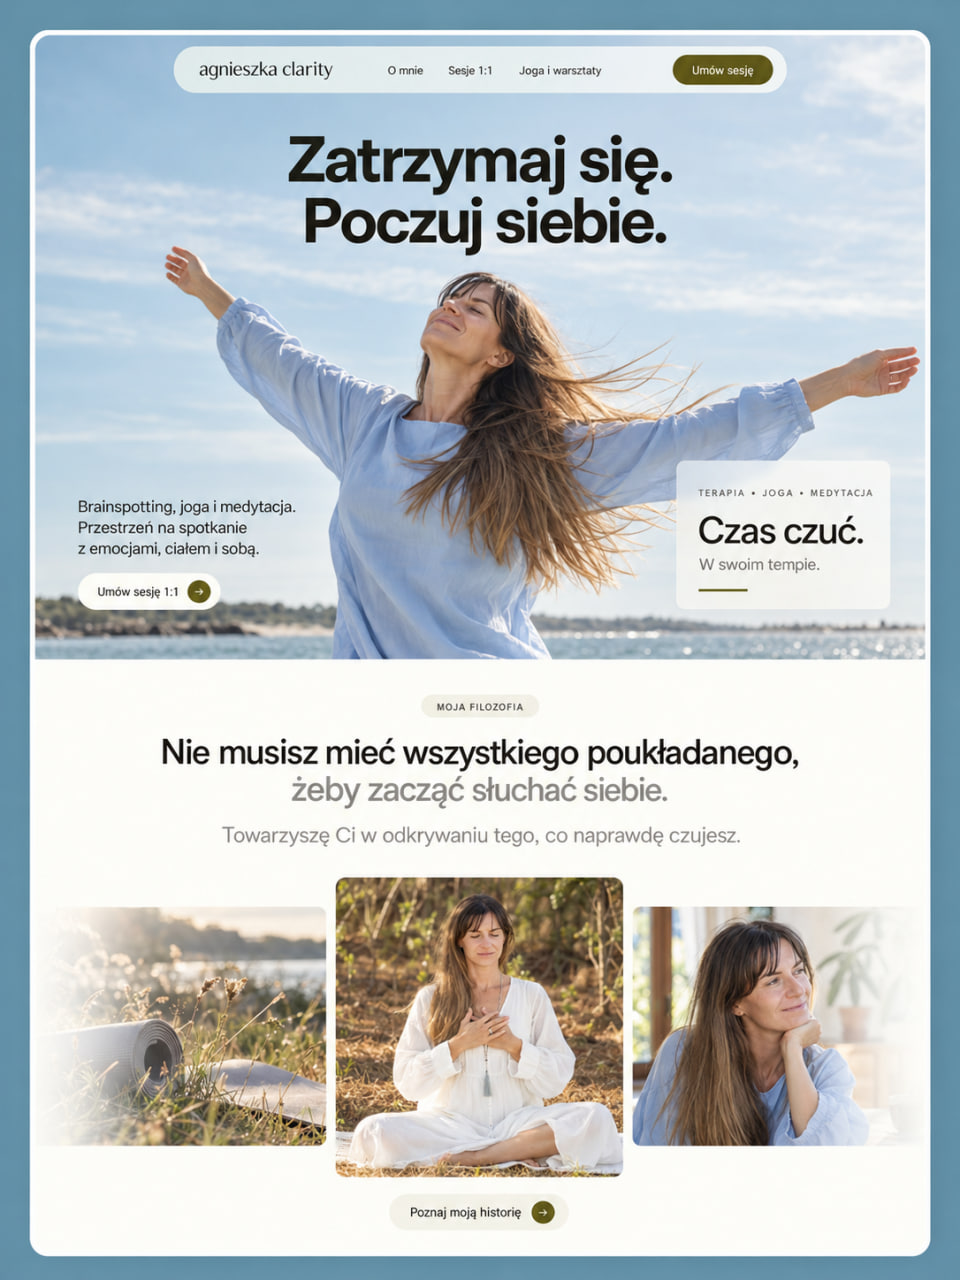 agnieszka clarity
O mnie
Sesje 1:1
Joga i warsztaty
Umów sesję
Zatrzymaj się.
Poczuj siebie.
Brainspotting, joga i medytacja.
Przestrzeń na spotkanie
z emocjami, ciałem i sobą.
Umów sesję 1:1 →
TERAPIA • JOGA • MEDYTACJA
Czas czuć.
W swoim tempie.
MOJA FILOZOFIA
Nie musisz mieć wszystkiego poukładanego,
żeby zacząć słuchać siebie.
Towarzyszę Ci w odkrywaniu tego, co naprawdę czujesz.
Poznaj moją historię →